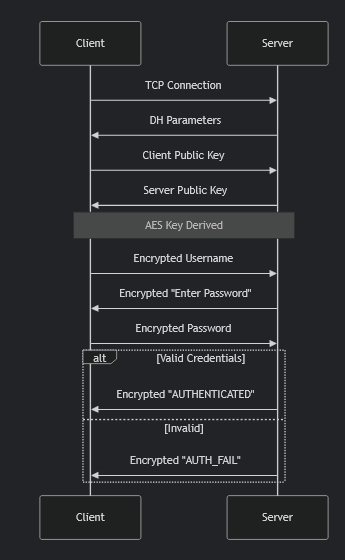 Client
Server
TCP Connection
DH Parameters
Client Public Key
Server Public Key
AES Key Derived
Encrypted Username
Encrypted "Enter Password"
Encrypted Password
alt
[Valid Credentials]
Encrypted "AUTHENTICATED"
[Invalid]
Encrypted "AUTH_FAIL"
Client
Server